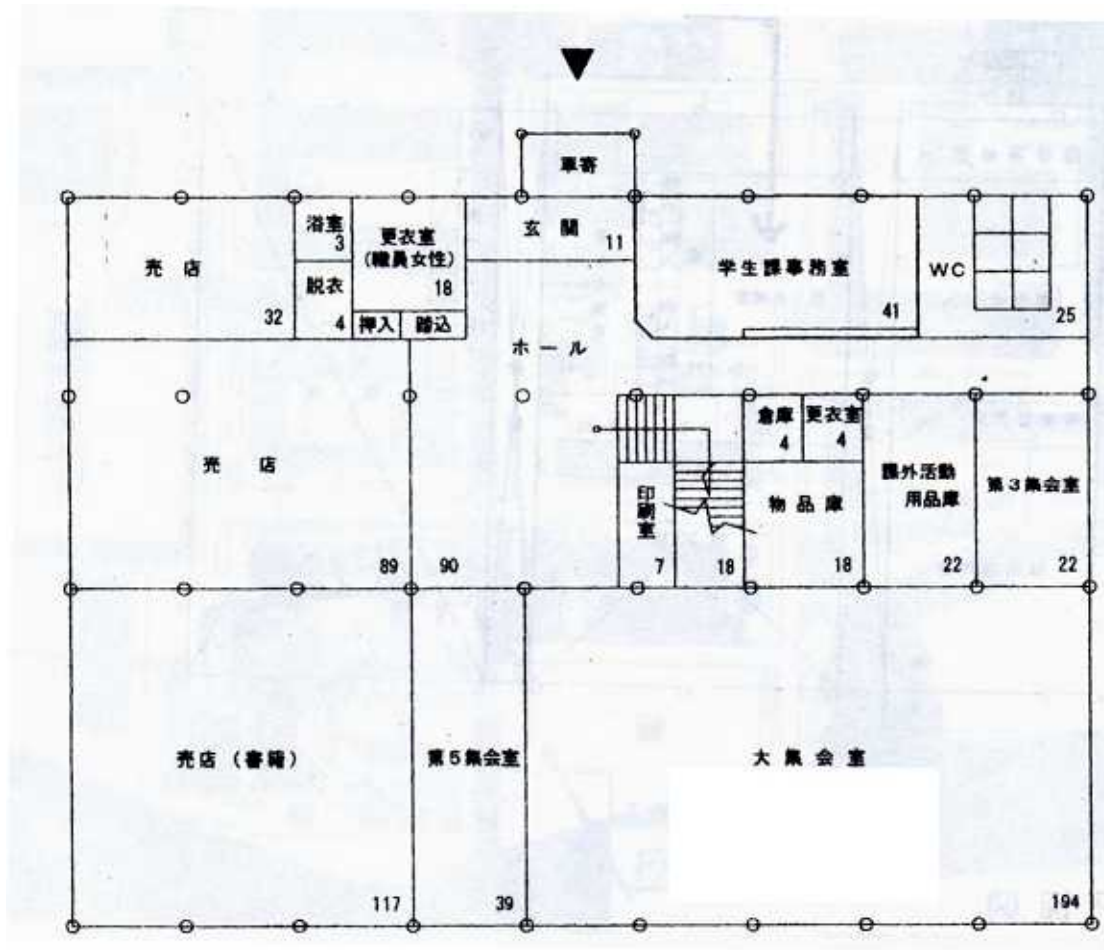 車寄
浴室
3
更衣室
(職員女性)
18
玄関
11
売店
32
脱衣
4
押入
踏込
学生課事務室
41
WC
25
ホール
売店
89
90
倉庫
4
更衣室
4
印刷室
7
18
物品庫
18
課外活動
用品庫
22
第3集会室
22
売店(書籍)
117
第5集会室
39
大集会室
194